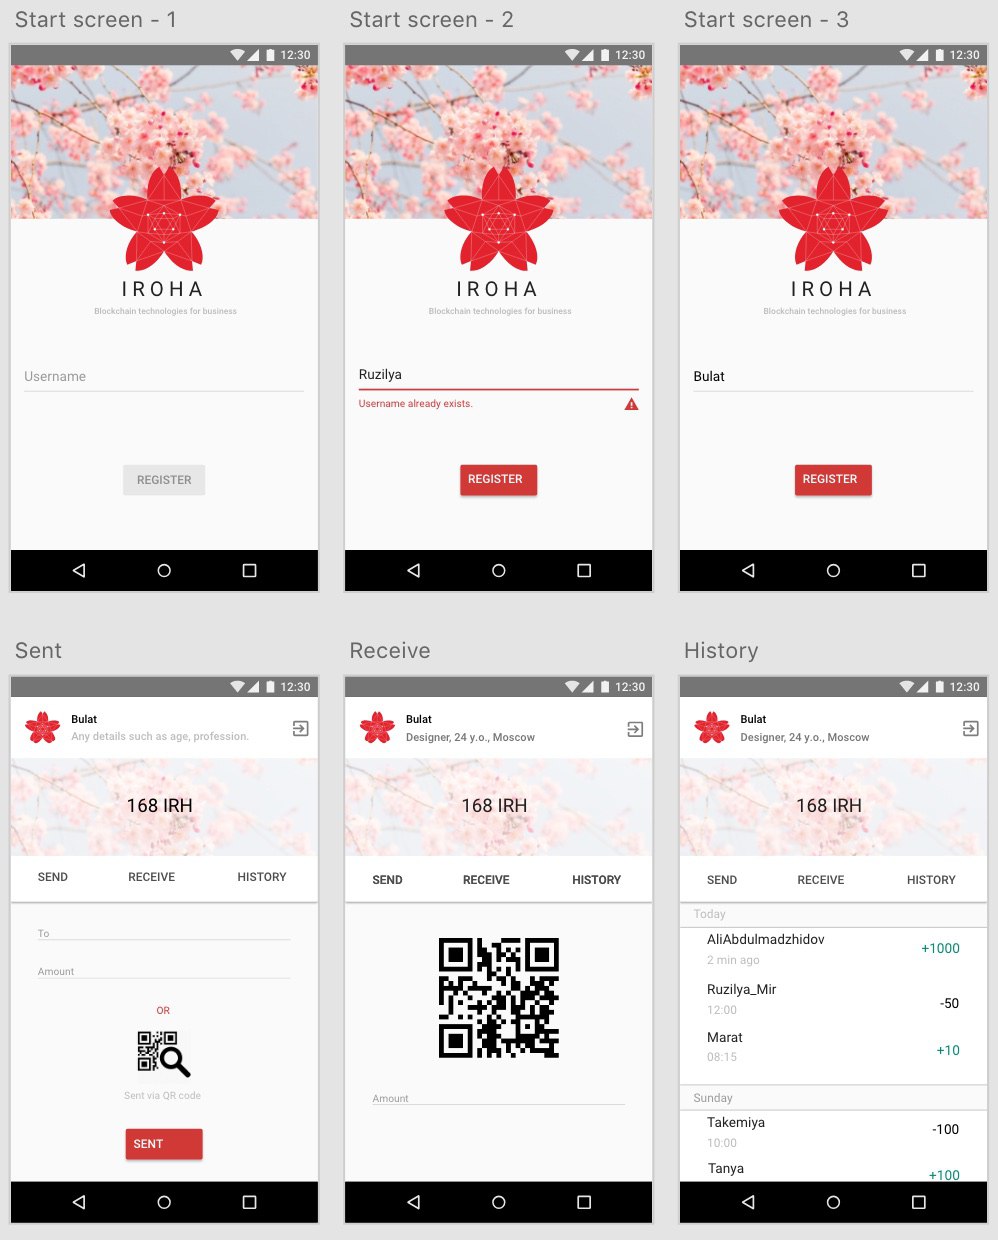 Start screen - 1
12:30
IROHA
Blockchain technologies for business
Username
REGISTER
Start screen - 2
12:30
IROHA
Blockchain technologies for business
Ruzilya
Username already exists.
REGISTER
Start screen - 3
12:30
IROHA
Blockchain technologies for business
Bulat
REGISTER
Sent
12:30
Bulat
Any details such as age, profession.
168 IRH
SEND RECEIVE HISTORY
To
Amount
OR
Sent via QR code
SENT
Receive
12:30
Bulat
Designer, 24 y.o., Moscow
168 IRH
SEND RECEIVE HISTORY
Amount
History
12:30
Bulat
Designer, 24 y.o., Moscow
168 IRH
SEND RECEIVE HISTORY
Today
AliAbdulmadzhidov
2 min ago
+1000
Ruzilya_Mir
12:00
-50
Marat
08:15
+10
Sunday
Takemiya
10:00
-100
Tanya
+100